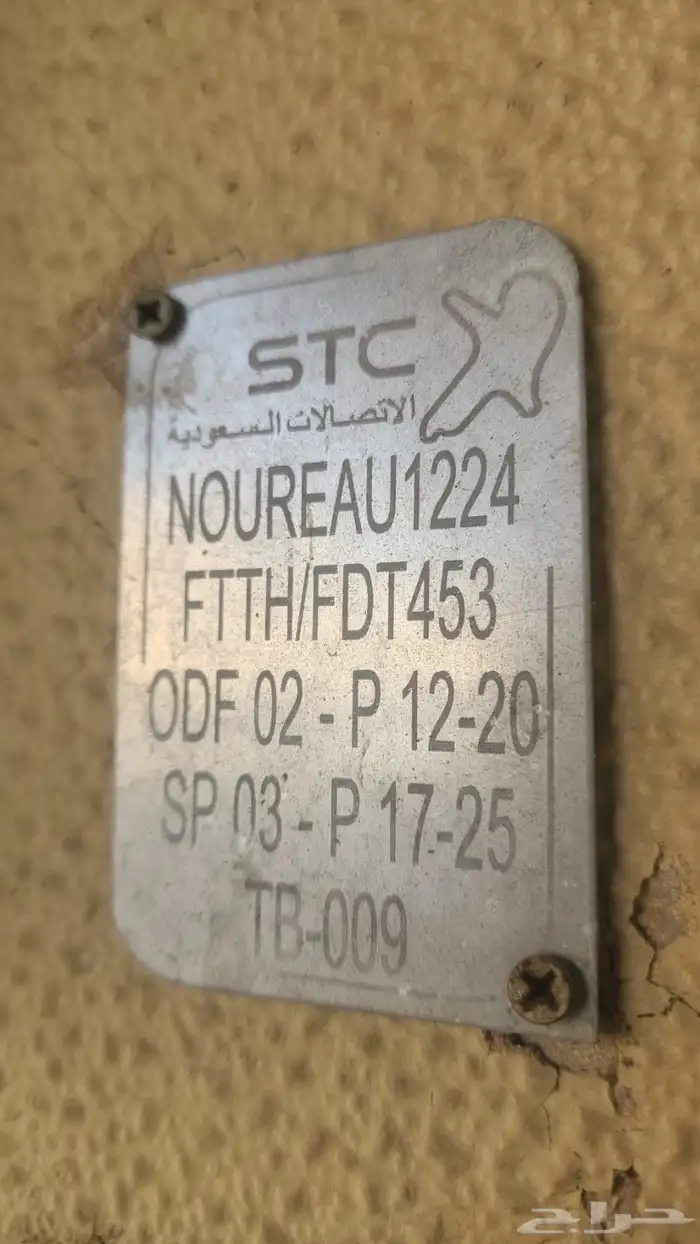 STC
الاتصالات السعودية
NOUREAU1224
FTTH/FDT453
ODF 02 - P 12-20
SP 03 - P 17-25
TB-009
حراج